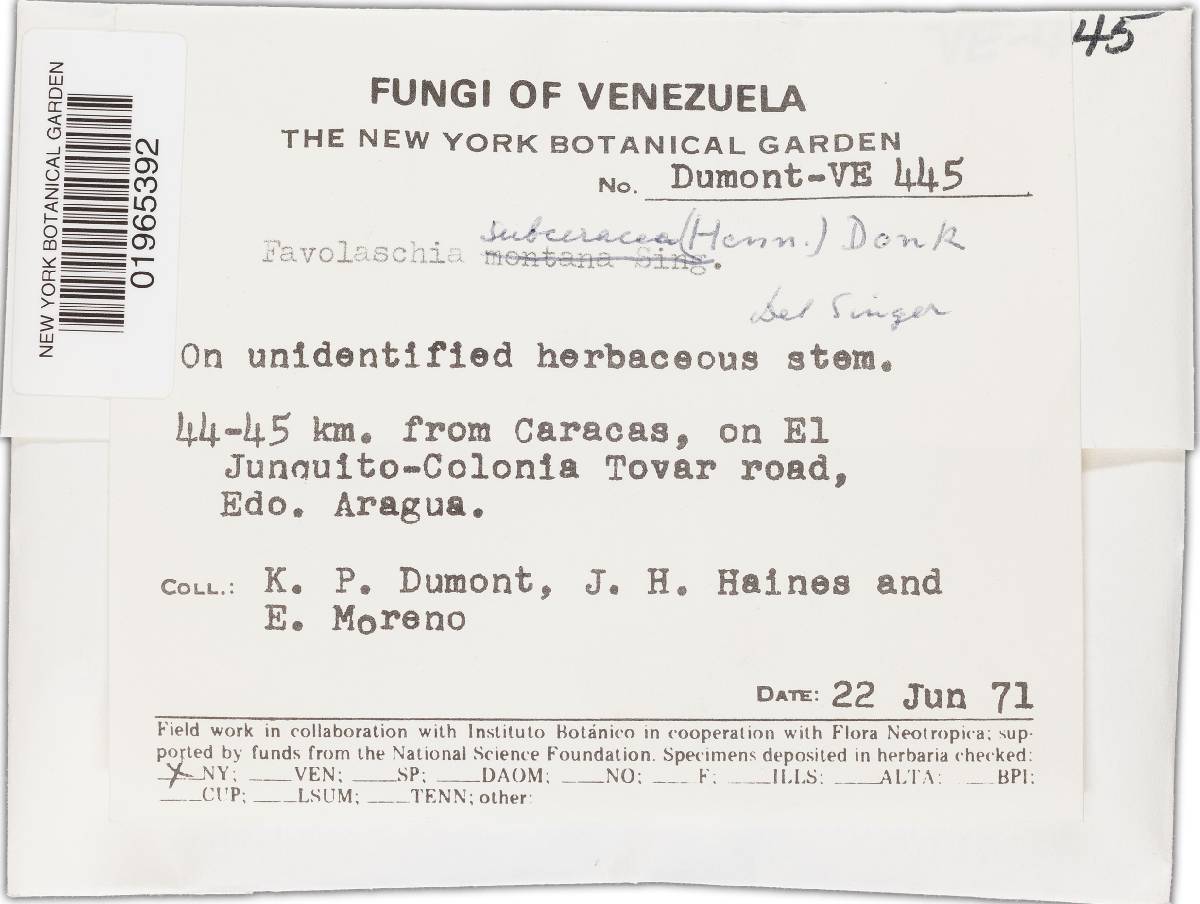 45
NEW YORK BOTANICAL GARDEN
01965392
FUNGI OF VENEZUELA
THE NEW YORK BOTANICAL GARDEN
No. Dumont-VE 445
subceracea (Henn.) Donk
Favolaschia montana Sing.
Det Singer
On unidentified herbaceous stem.
44-45 km. from Caracas, on El
Junquito-Colonia Tovar road,
Edo. Aragua.
COLL.: K. P. Dumont, J. H. Haines and
E. Moreno
DATE: 22 Jun 71
Field work in collaboration with Instituto Botánico in cooperation with Flora Neotropica; sup-
ported by funds from the National Science Foundation. Specimens deposited in herbaria checked:
X NY; ___VEN; ___SP; ___DAOM; ___NO; ___F; ___ILLS; ___ALTA; ___BPI;
___CUP; ___LSUM; ___TENN; other: